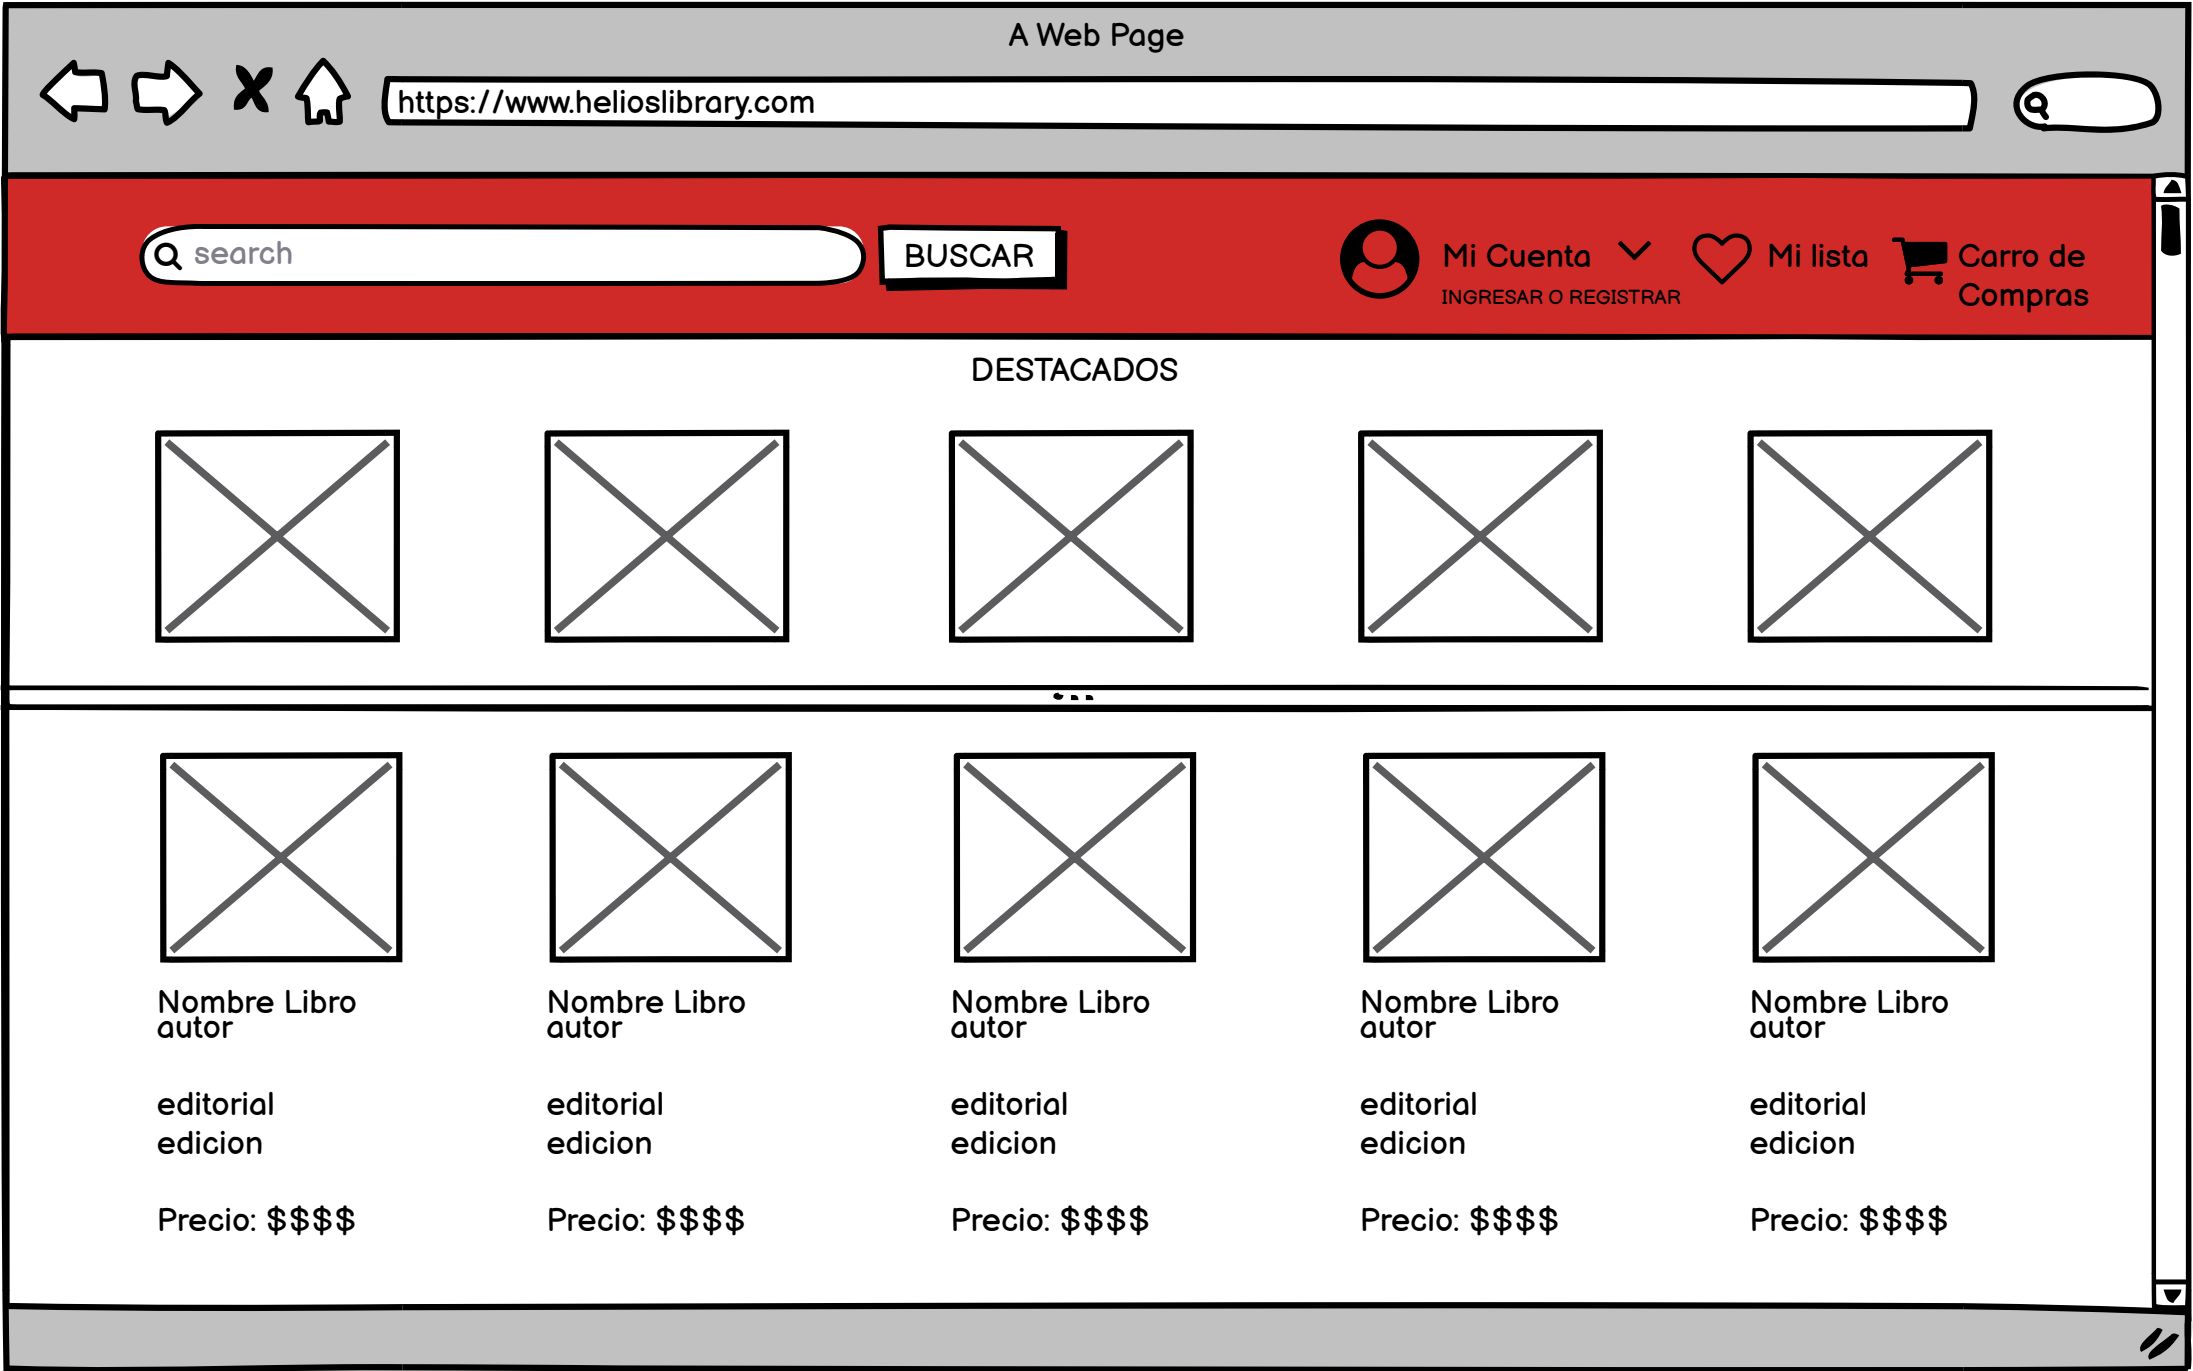 A Web Page
https://www.helioslibrary.com
search
BUSCAR
Mi Cuenta
INGRESAR O REGISTRAR
Mi lista
Carro de
Compras
DESTACADOS
Nombre Libro
autor
editorial
edicion
Precio: $$$$
Nombre Libro
autor
editorial
edicion
Precio: $$$$
Nombre Libro
autor
editorial
edicion
Precio: $$$$
Nombre Libro
autor
editorial
edicion
Precio: $$$$
Nombre Libro
autor
editorial
edicion
Precio: $$$$